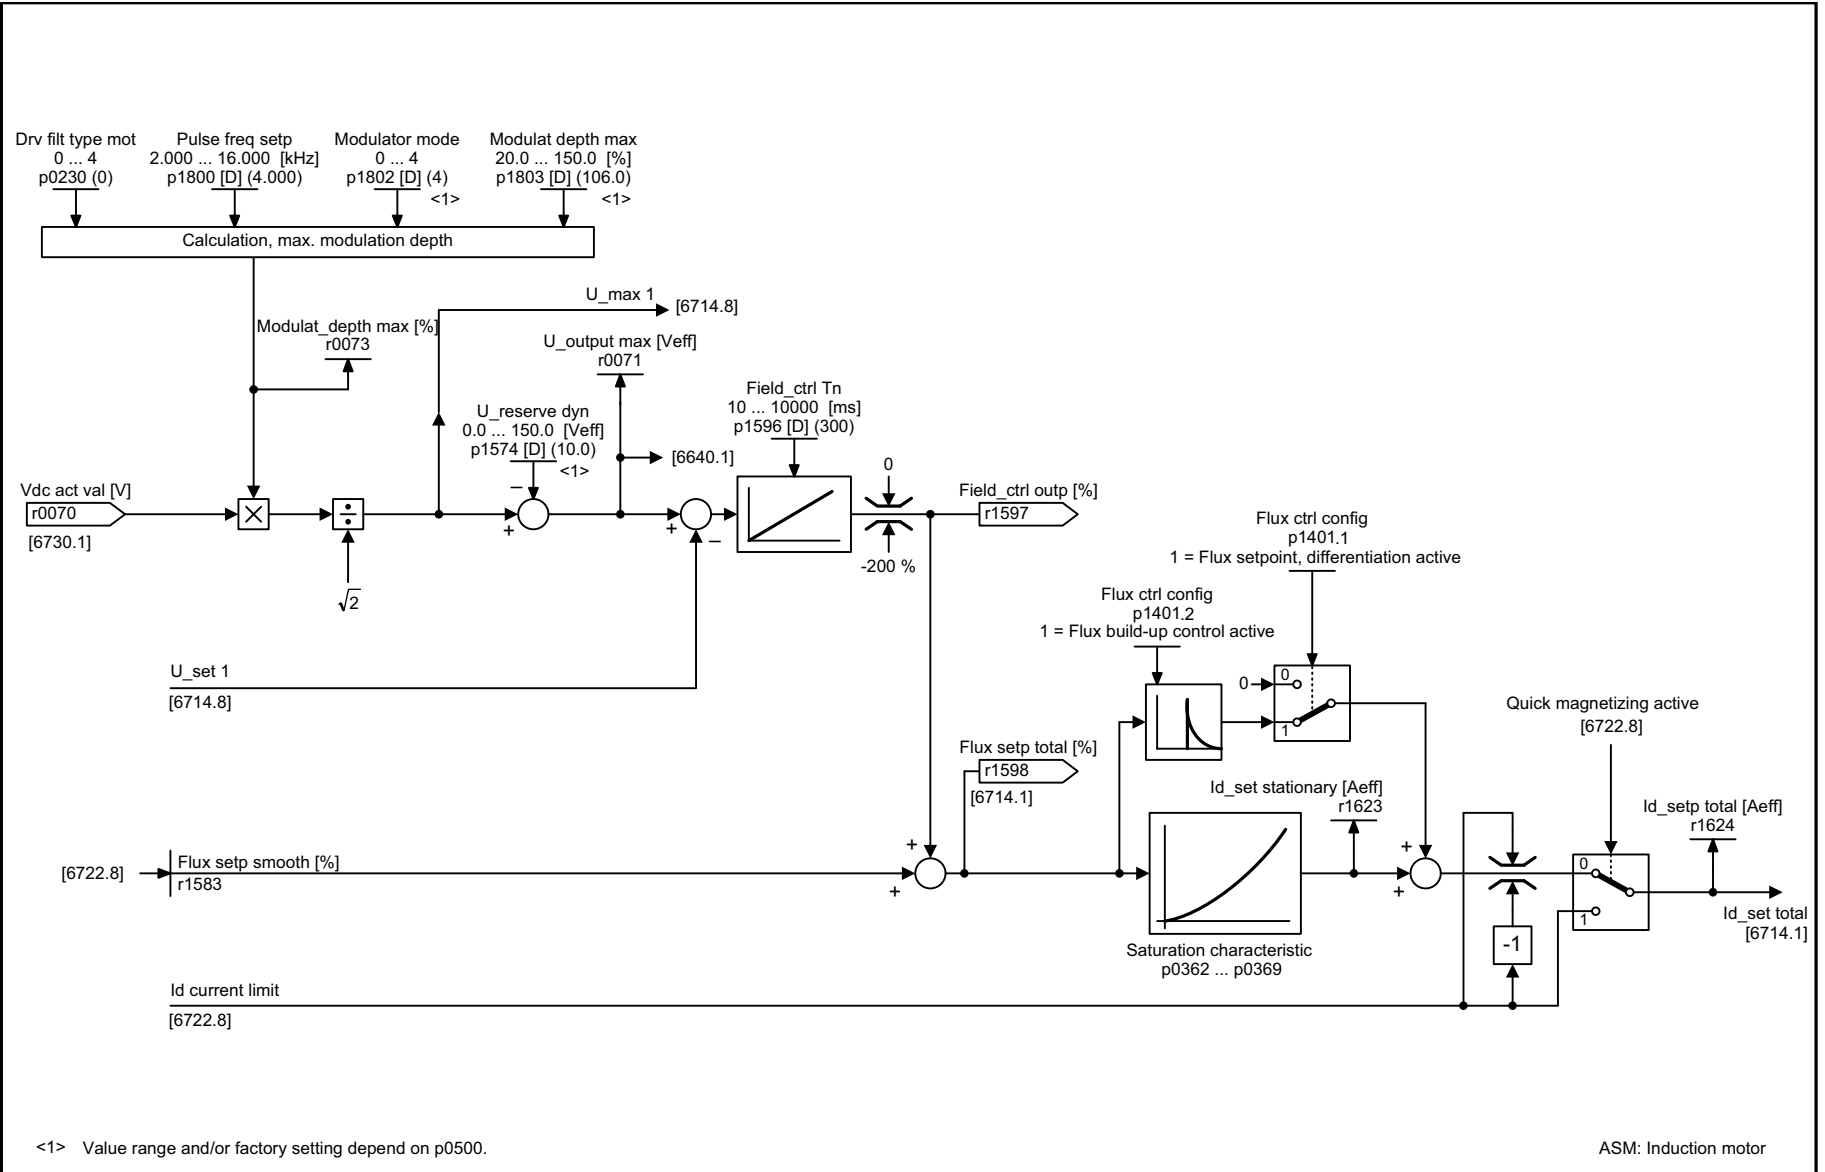 Drv filt type mot
0 ... 4
p0230 (0)
Pulse freq setp
2.000 ... 16.000 [kHz]
p1800 [D] (4.000)
Modulator mode
0 ... 4
p1802 [D] (4)
<1>
Modulat depth max
20.0 ... 150.0 [%]
p1803 [D] (106.0)
<1>
Calculation, max. modulation depth
U_max 1
[6714.8]
Modulat_depth max [%]
r0073
U_output max [Veff]
r0071
Field_ctrl Tn
10 ... 10000 [ms]
p1596 [D] (300)
U_reserve dyn
0.0 ... 150.0 [Veff]
p1574 [D] (10.0)
<1>
[6640.1]
0
Vdc act val [V]
r0070
[6730.1]
×
÷
√2
–
+
+
–
-200 %
Field_ctrl outp [%]
r1597
Flux ctrl config
p1401.1
1 = Flux setpoint, differentiation active
Flux ctrl config
p1401.2
1 = Flux build-up control active
U_set 1
[6714.8]
0
0
1
Quick magnetizing active
[6722.8]
Flux setp total [%]
r1598
[6714.1]
Id_set stationary [Aeff]
r1623
Id_setp total [Aeff]
r1624
[6722.8]
Flux setp smooth [%]
r1583
+
+
+
+
0
1
-1
Id_set total
[6714.1]
Saturation characteristic
p0362 ... p0369
Id current limit
[6722.8]
<1> Value range and/or factory setting depend on p0500.
ASM: Induction motor